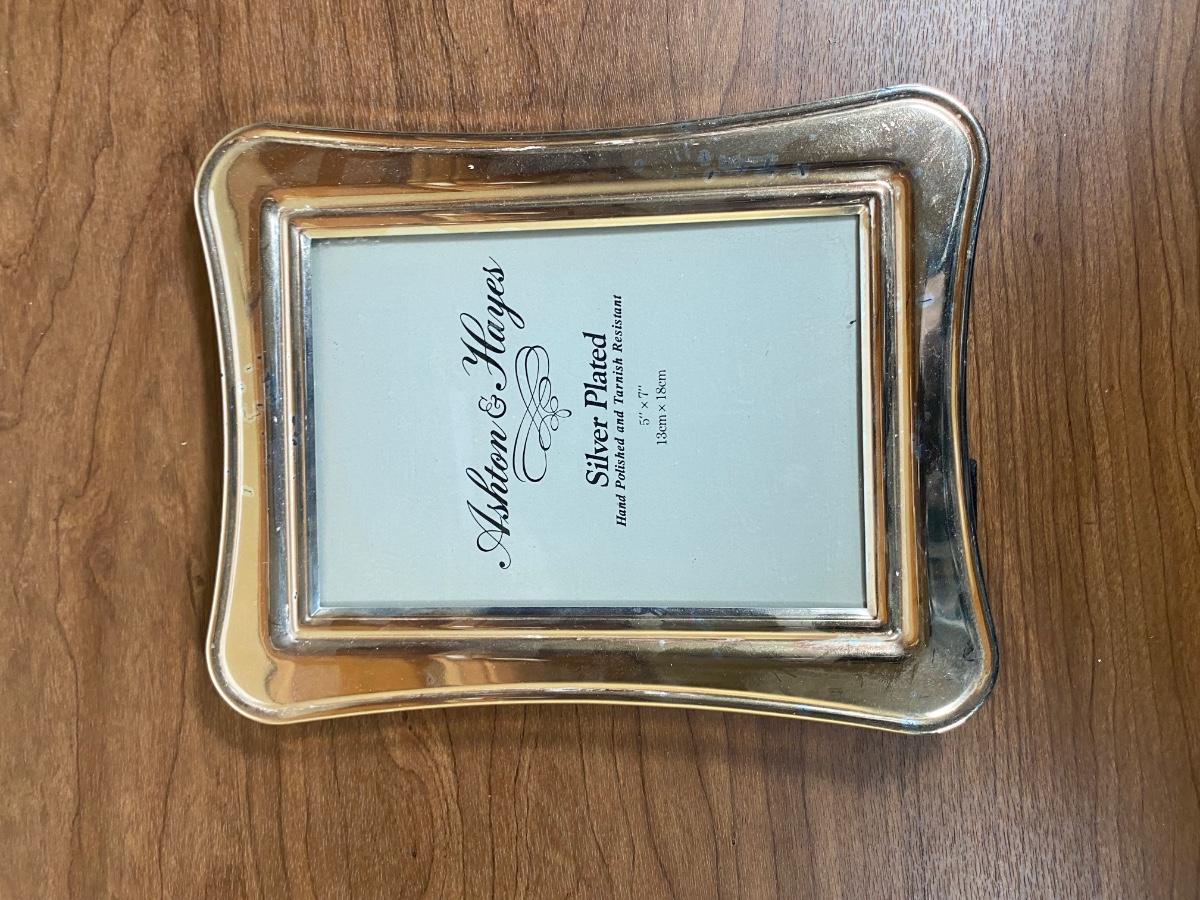 Ashton & Hayes
Silver Plated
Hand Polished and Tarnish Resistant
5" × 7"
13cm × 18cm